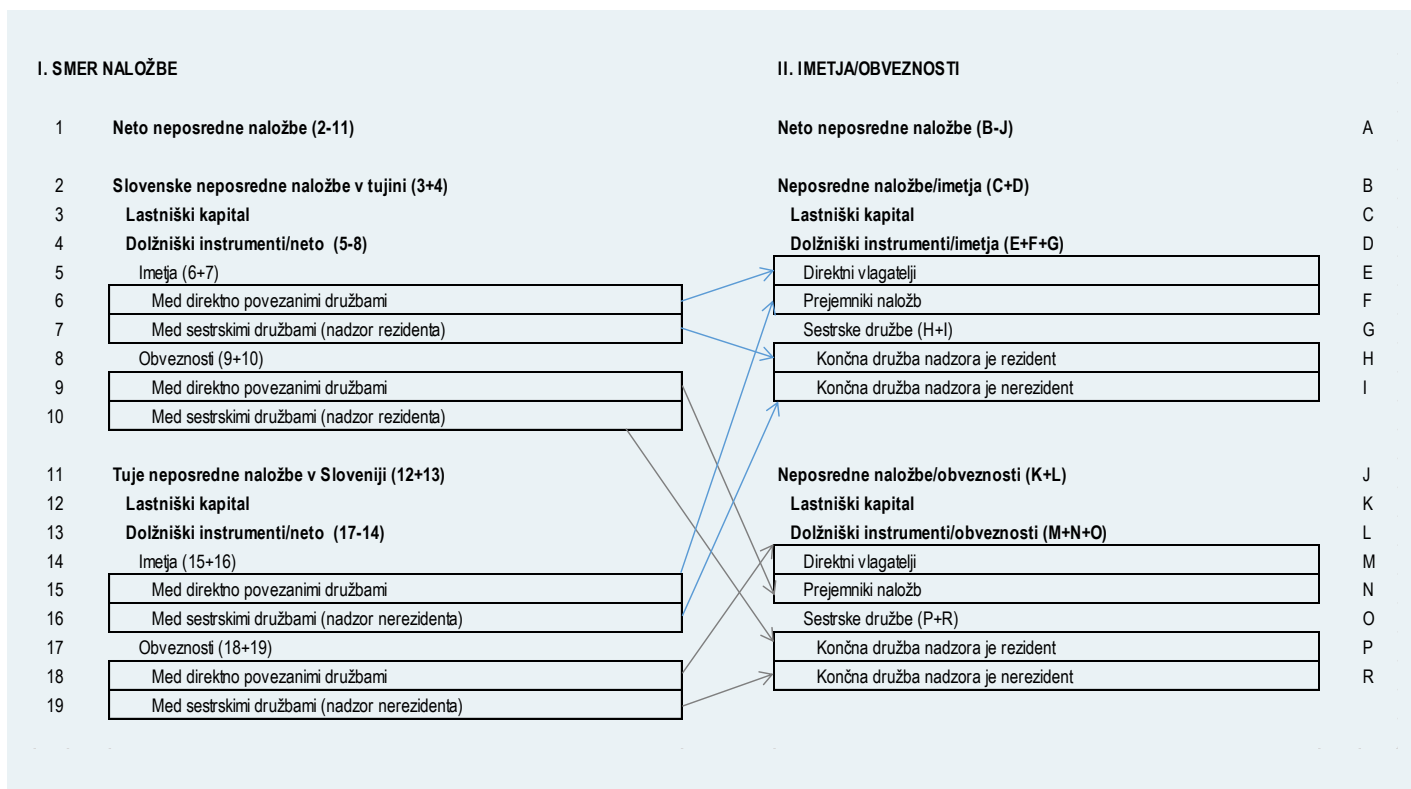 I. SMER NALOŽBE II. IMETJA/OBVEZNOSTI
1 Neto neposredne naložbe (2-11) Neto neposredne naložbe (B-J) A
2 Slovenske neposredne naložbe v tujini (3+4) Neposredne naložbe/imetja (C+D) B
3 Lastniški kapital Lastniški kapital C
4 Dolžniški instrumenti/neto (5-8) Dolžniški instrumenti/imetja (E+F+G) D
5 Imetja (6+7) Direktni vlagatelji E
6 Med direktno povezanimi družbami Prejemniki naložb F
7 Med sestrskimi družbami (nadzor rezidenta) Sestrske družbe (H+I) G
8 Obveznosti (9+10) Končna družba nadzora je rezident H
9 Med direktno povezanimi družbami Končna družba nadzora je nerezident I
10 Med sestrskimi družbami (nadzor rezidenta)
11 Tuje neposredne naložbe v Sloveniji (12+13) Neposredne naložbe/obveznosti (K+L) J
12 Lastniški kapital Lastniški kapital K
13 Dolžniški instrumenti/neto (17-14) Dolžniški instrumenti/obveznosti (M+N+O) L
14 Imetja (15+16) Direktni vlagatelji M
15 Med direktno povezanimi družbami Prejemniki naložb N
16 Med sestrskimi družbami (nadzor nerezidenta) Sestrske družbe (P+R) O
17 Obveznosti (18+19) Končna družba nadzora je rezident P
18 Med direktno povezanimi družbami Končna družba nadzora je nerezident R
19 Med sestrskimi družbami (nadzor nerezidenta)